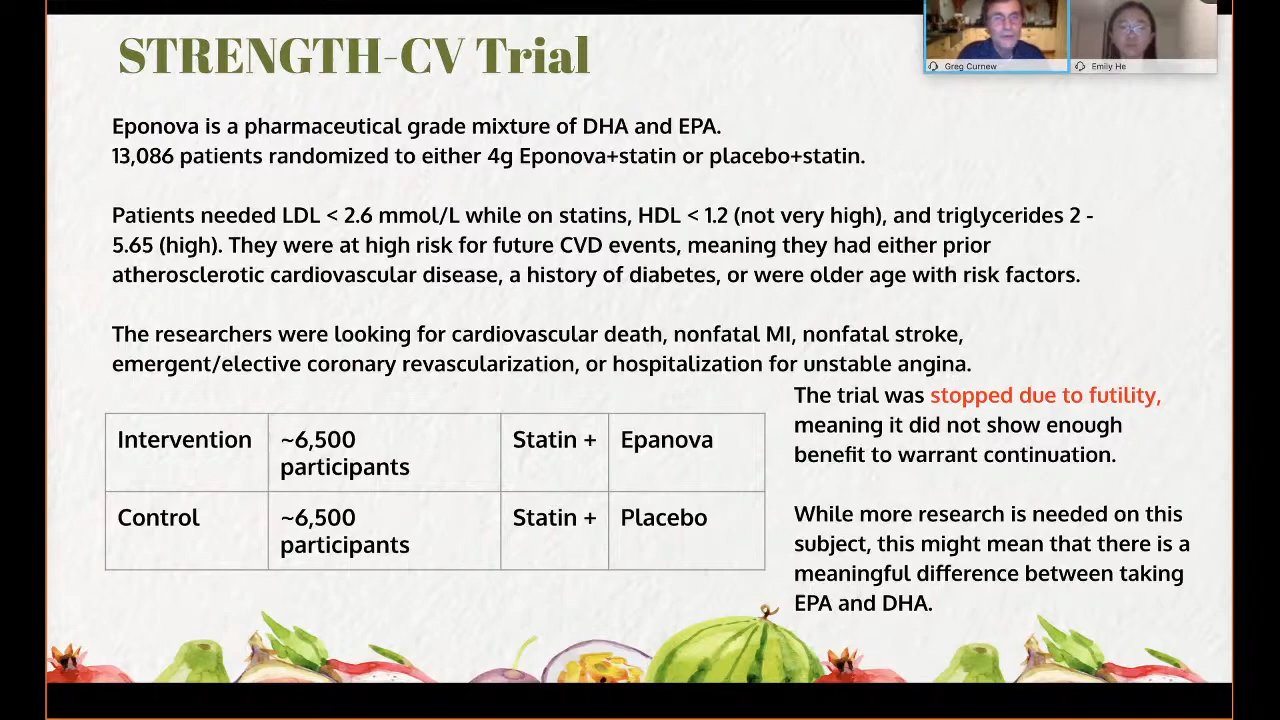 STRENGTH-CV Trial
Greg Curnew
Emily He
Eponova is a pharmaceutical grade mixture of DHA and EPA.
13,086 patients randomized to either 4g Eponova+statin or placebo+statin.
Patients needed LDL < 2.6 mmol/L while on statins, HDL < 1.2 (not very high), and triglycerides 2 -
5.65 (high). They were at high risk for future CVD events, meaning they had either prior
atherosclerotic cardiovascular disease, a history of diabetes, or were older age with risk factors.
The researchers were looking for cardiovascular death, nonfatal MI, nonfatal stroke,
emergent/elective coronary revascularization, or hospitalization for unstable angina.
Intervention ~6,500 Statin + Epanova
participants
Control ~6,500 Statin + Placebo
participants
The trial was stopped due to futility,
meaning it did not show enough
benefit to warrant continuation.
While more research is needed on this
subject, this might mean that there is a
meaningful difference between taking
EPA and DHA.